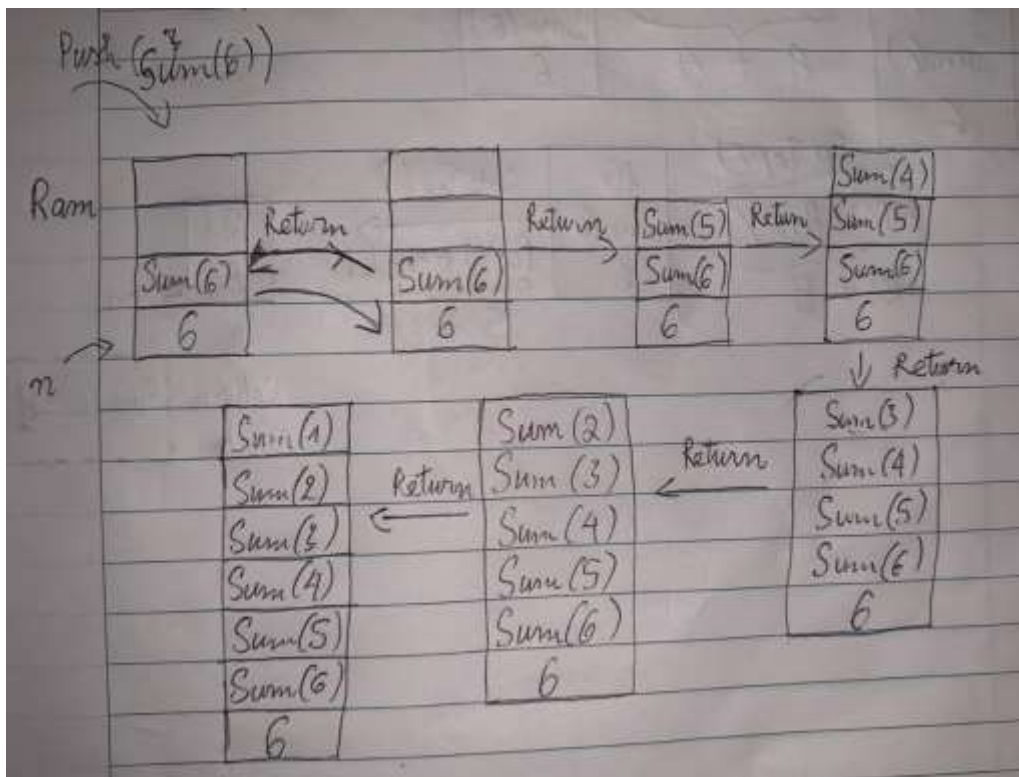 Push (Sum(6))
Ram
Sum(6)
6
Return
Sum(6)
6
Return
Sum(5)
Sum(6)
6
Return
Sum(4)
Sum(5)
Sum(6)
6
n
Return
Sum(3)
Sum(4)
Sum(5)
Sum(6)
6
Return
Sum(2)
Sum(3)
Sum(4)
Sum(5)
Sum(6)
6
Return
Sum(1)
Sum(2)
Sum(3)
Sum(4)
Sum(5)
Sum(6)
6